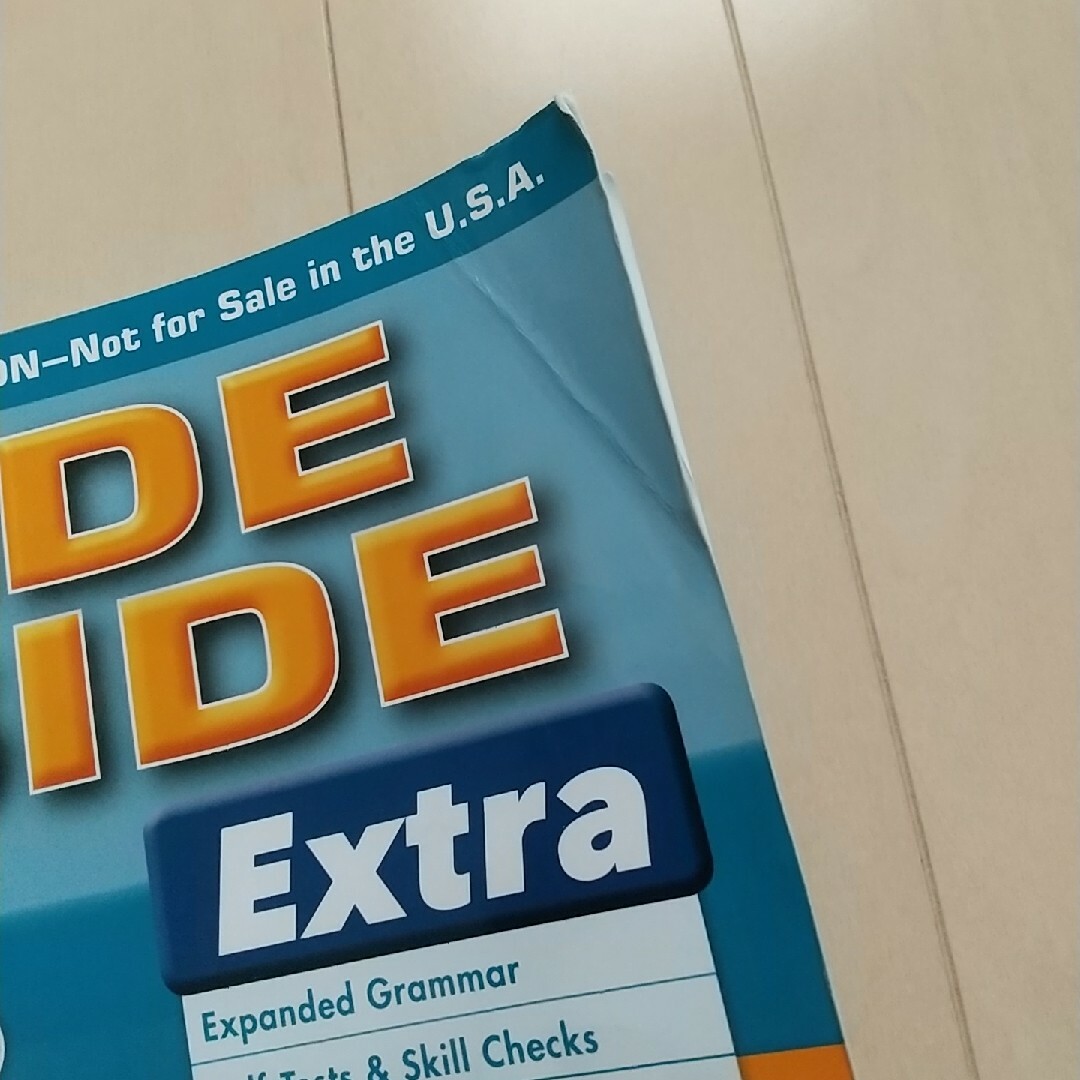 ON—Not for Sale in the U.S.A.
DE
IDE
Extra
Expanded Grammar
Tests & Skill Checks